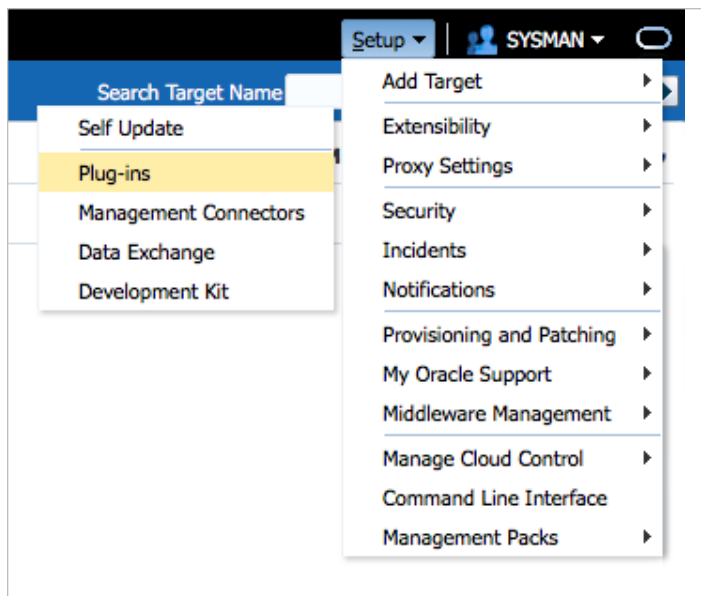 Setup SYSMAN
Search Target Name
Add Target
Extensibility
Proxy Settings
Security
Incidents
Notifications
Provisioning and Patching
My Oracle Support
Middleware Management
Manage Cloud Control
Command Line Interface
Management Packs
Self Update
Plug-ins
Management Connectors
Data Exchange
Development Kit